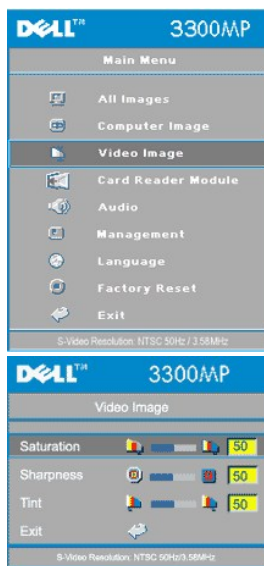 DELL™ 3300MP
Main Menu
All Images
Computer Image
Video Image
Card Reader Module
Audio
Management
Language
Factory Reset
Exit
S-Video Resolution: NTSC 50Hz / 3.58MHz
DELL™ 3300MP
Video Image
Saturation 50
Sharpness 50
Tint 50
Exit
S-Video Resolution: NTSC 50Hz/3.58MHz